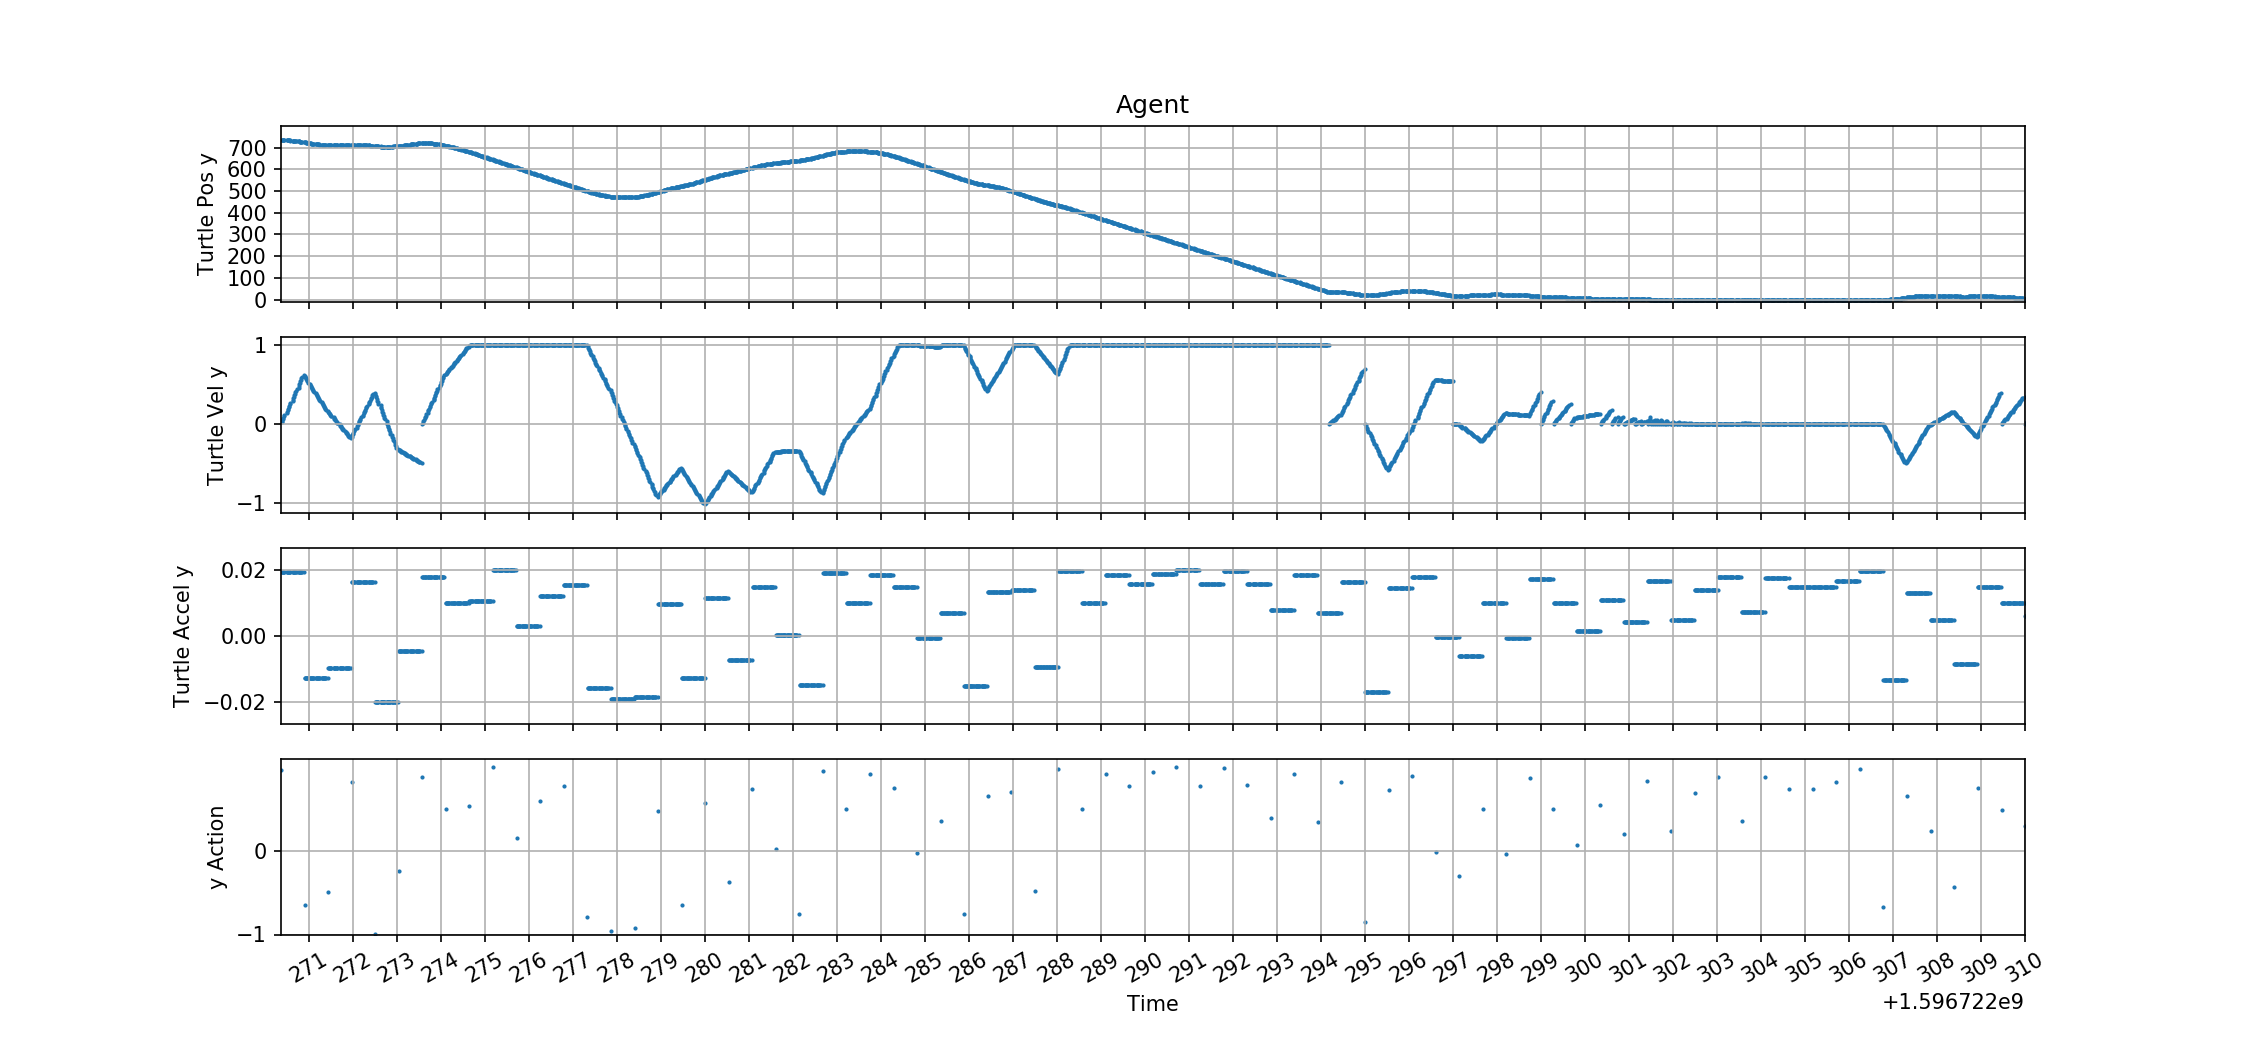 Agent
Turtle Pos y
700
600
500
400
300
200
100
0
Turtle Vel y
1
0
−1
Turtle Accel y
0.02
0.00
−0.02
y Action
0
−1
271 272 273 274 275 276 277 278 279 280 281 282 283 284 285 286 287 288 289 290 291 292 293 294 295 296 297 298 299 300 301 302 303 304 305 306 307 308 309 310
Time
+1.596722e9